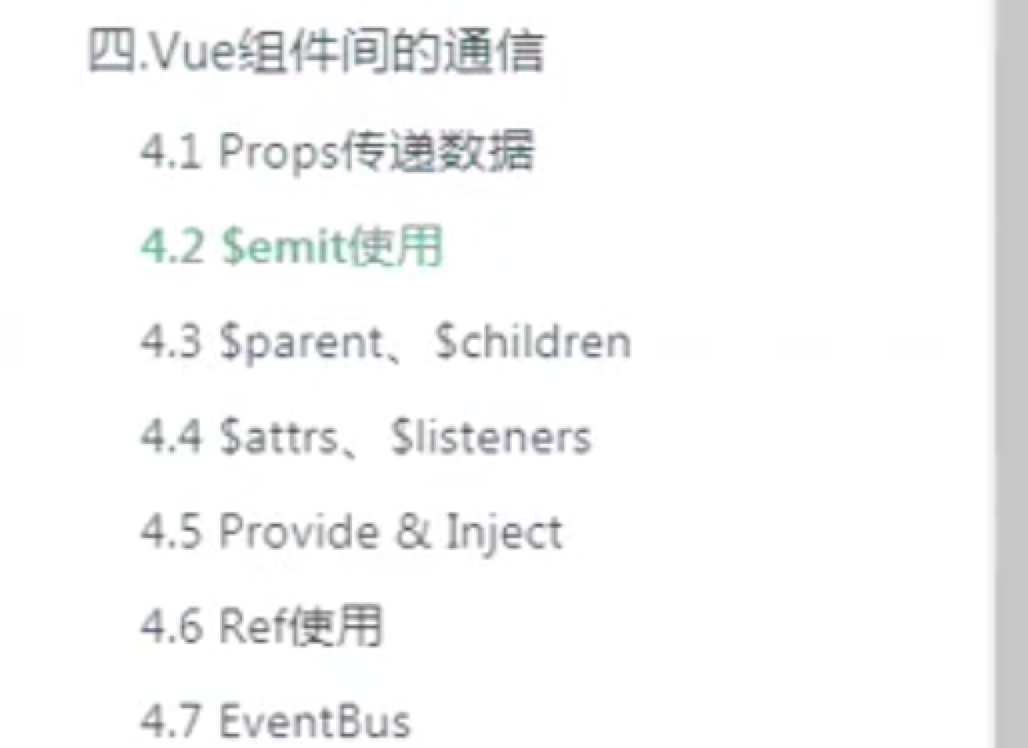 四.Vue组件间的通信
4.1 Props传递数据
4.2 $emit使用
4.3 $parent、$children
4.4 $attrs、$listeners
4.5 Provide & Inject
4.6 Ref使用
4.7 EventBus